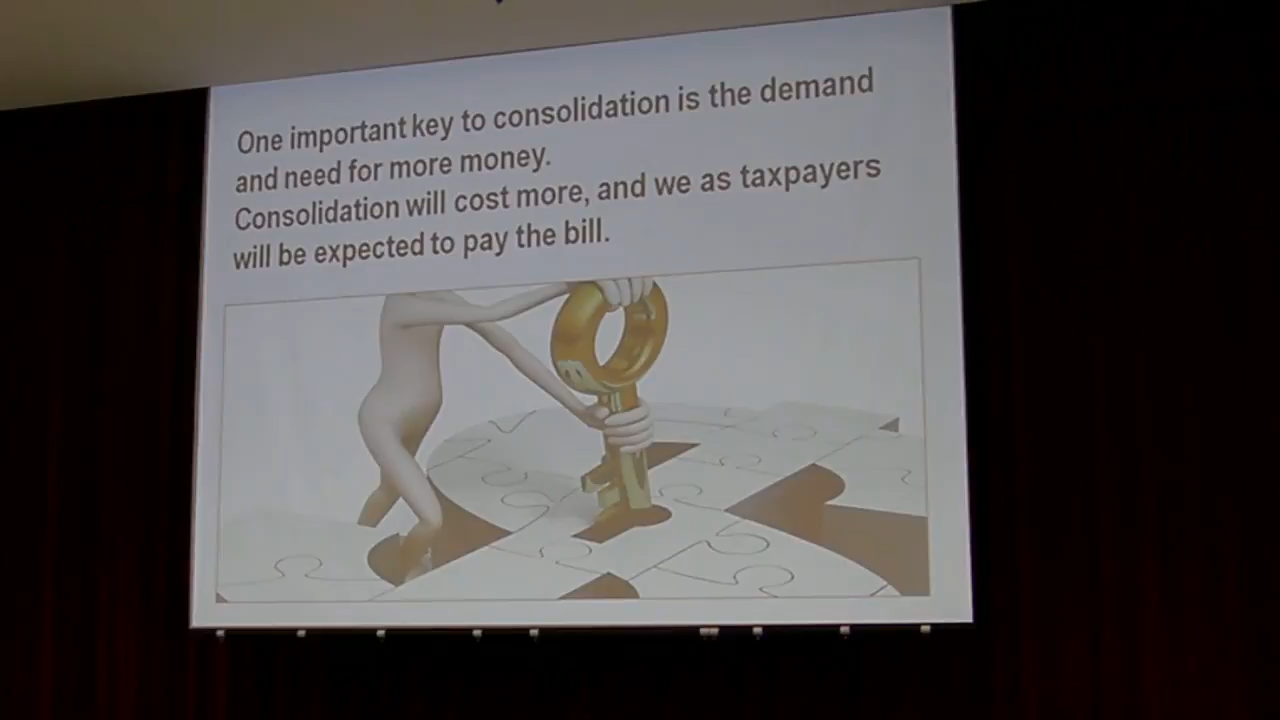 One important key to consolidation is the demand
and need for more money.
Consolidation will cost more, and we as taxpayers
will be expected to pay the bill.